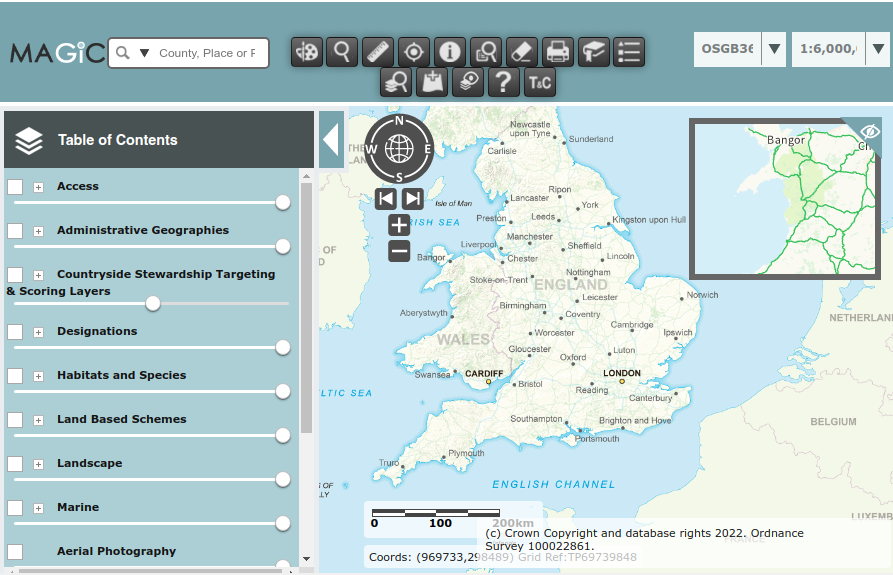 MAGiC
County, Place or F
T&C
OSGB36
1:6,000,
Table of Contents
Access
Administrative Geographies
Countryside Stewardship Targeting
& Scoring Layers
Designations
Habitats and Species
Land Based Schemes
Landscape
Marine
Aerial Photography
N
W
E
S
Newcastle
upon Tyne
Sunderland
Carlisle
Isle of Man
Ripon
Lancaster
York
IRISH SEA
Preston
Leeds
Kingston upon Hull
Manchester
Liverpool
Sheffield
Bangor
Chester
Lincoln
Stoke-on-Trent
Nottingham
ENGLAND
Leicester
Norwich
Birmingham
Aberystwyth
Coventry
Cambridge
WALES
Worcester
Ipswich
Gloucester
Luton
Oxford
Swansea
CARDIFF
LONDON
Bristol
Reading
Canterbury
Southampton
Brighton and Hove
Portsmouth
Plymouth
Truro
LTIC SEA
ENGLISH CHANNEL
S OF
LLY
OF
D
NETHERLAN
BELGIUM
LUXEMB
Bangor
Ch
0 100 200km
(c) Crown Copyright and database rights 2022. Ordnance
Survey 100022861.
Coords: (969733,298489) Grid Ref:TP69739848